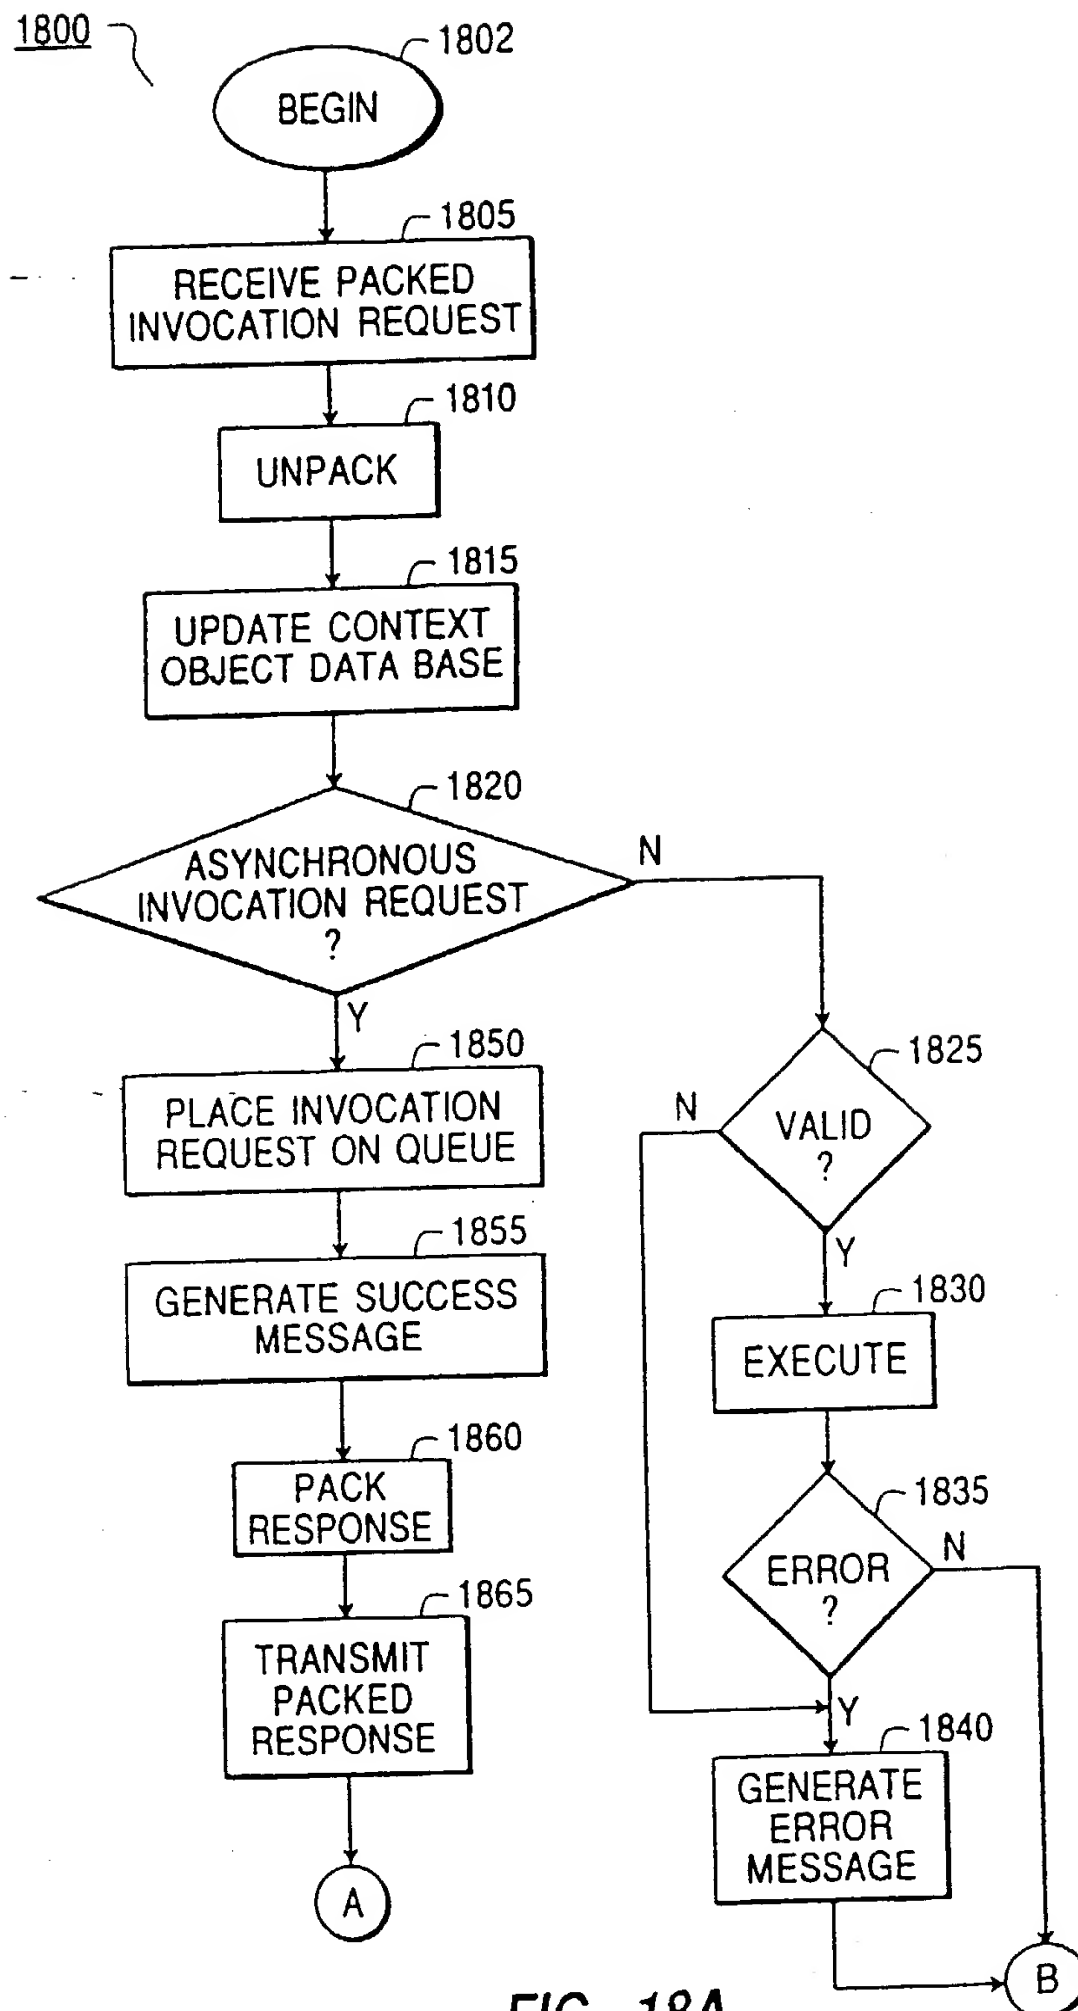 1800
1802
BEGIN
1805
RECEIVE PACKED
INVOCATION REQUEST
1810
UNPACK
1815
UPDATE CONTEXT
OBJECT DATA BASE
1820
ASYNCHRONOUS
INVOCATION REQUEST
?
N
Y
1850
PLACE INVOCATION
REQUEST ON QUEUE
1855
GENERATE SUCCESS
MESSAGE
1860
PACK
RESPONSE
1865
TRANSMIT
PACKED
RESPONSE
A
1825
VALID
?
N
Y
1830
EXECUTE
1835
ERROR
?
N
Y
1840
GENERATE
ERROR
MESSAGE
B
FIG. 18A